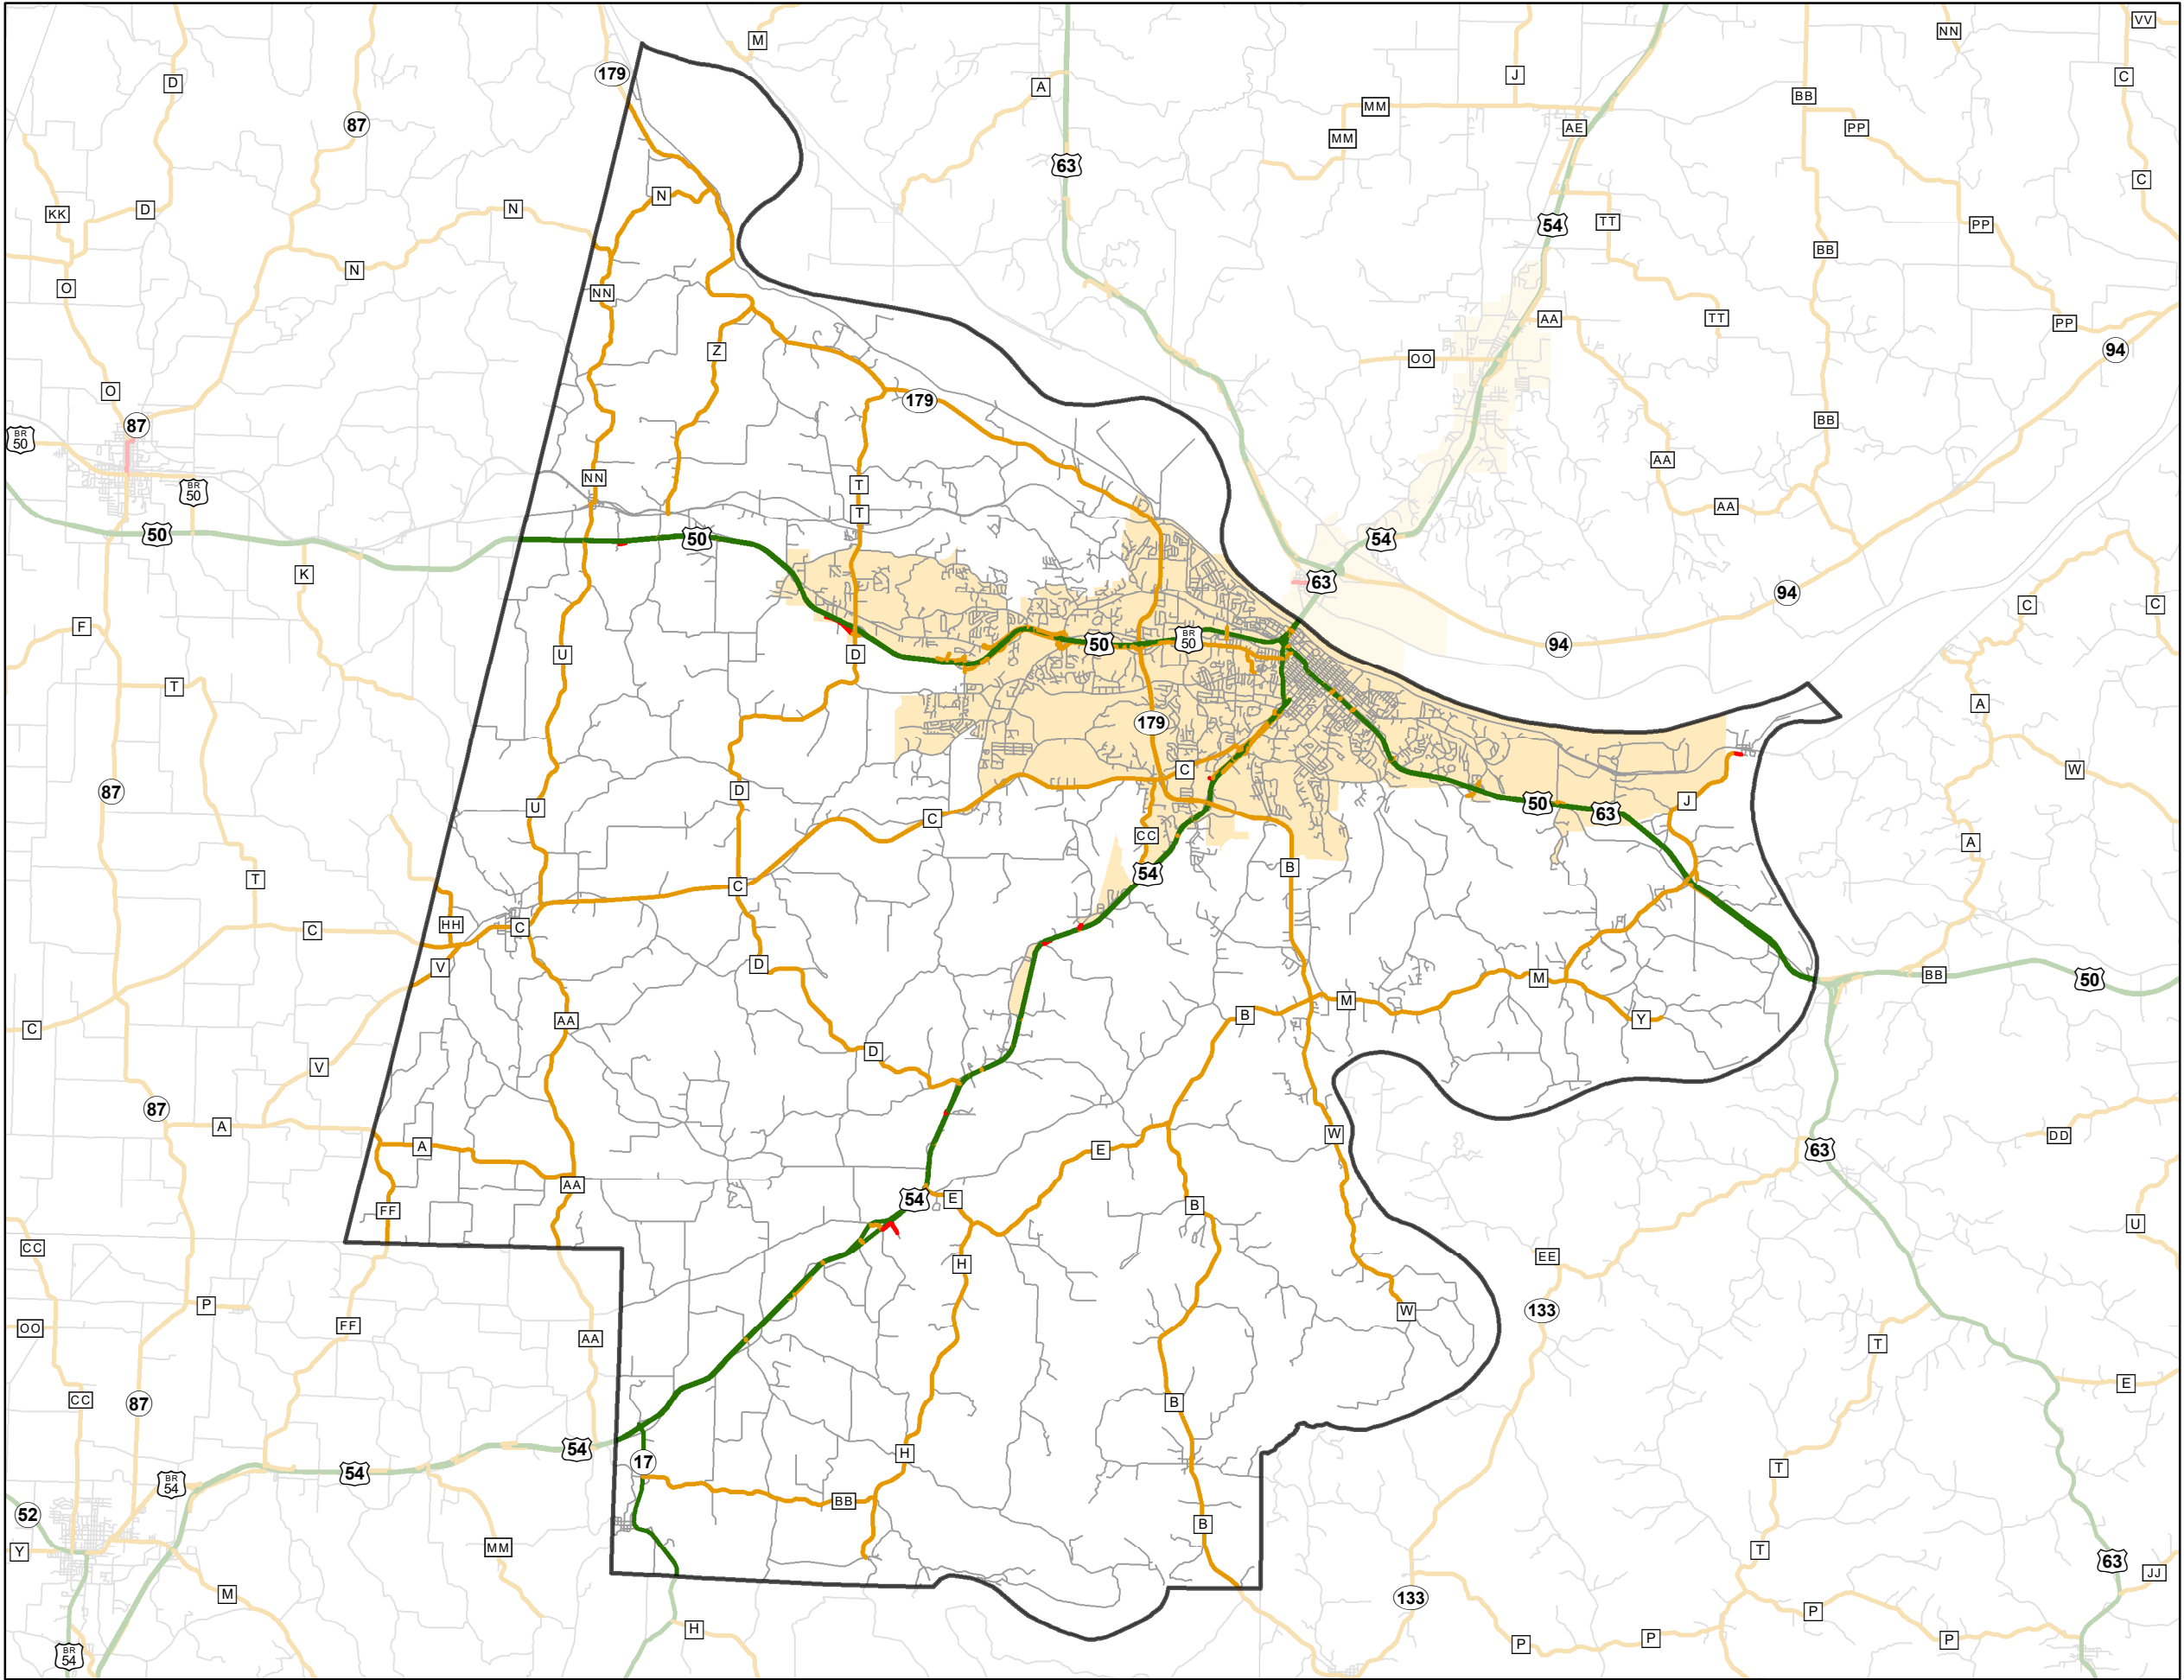 VV
NN
M
179
J
C
D
A
BB
MM
87
AE
PP
MM
63
C
N
D
N
KK
54
TT
PP
BB
N
O
NN
TT
AA
PP
94
Z
OO
O
179
BB
87
BR
50
AA
NN
T
BR
50
AA
T
50
50
54
K
63
94
C
C
F
50
BR
50
94
U
D
T
A
179
C
W
87
D
50
J
U
63
C
CC
A
54
B
T
C
HH
C
C
D
V
M
BB
50
M
B
AA
Y
C
D
V
87
A
W
DD
A
E
63
AA
54
E
B
FF
U
CC
EE
H
P
133
W
OO
FF
AA
T
E
CC
87
B
54
H
17
T
54
BR
54
BB
52
B
MM
Y
T
63
JJ
M
133
P
H
P
P
P
BR
54